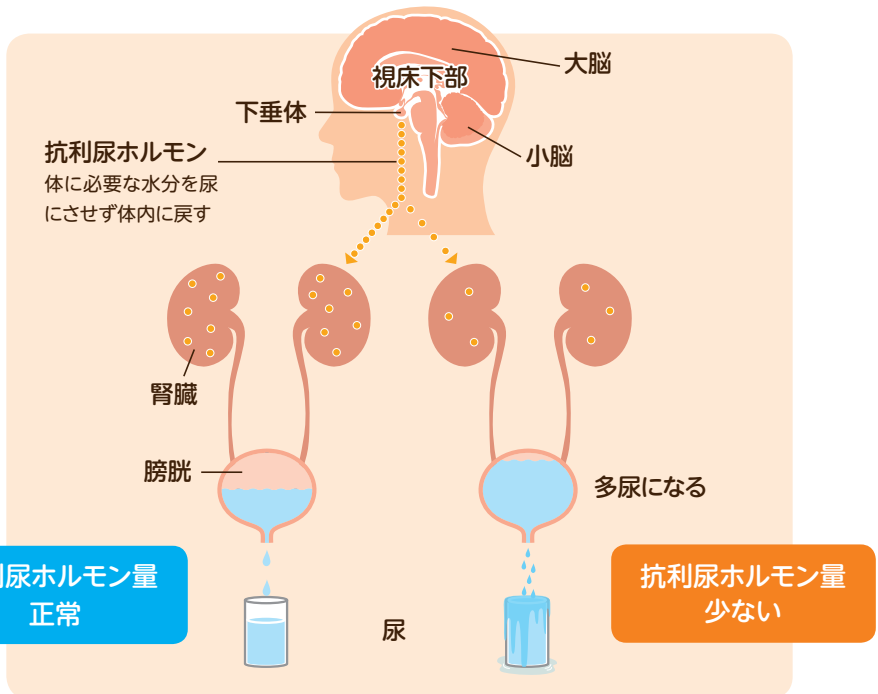 大脳
視床下部
下垂体
小脳
抗利尿ホルモン
体に必要な水分を尿
にさせず体内に戻す
腎臓
膀胱
多尿になる
尿ホルモン量
正常
尿
抗利尿ホルモン量
少ない